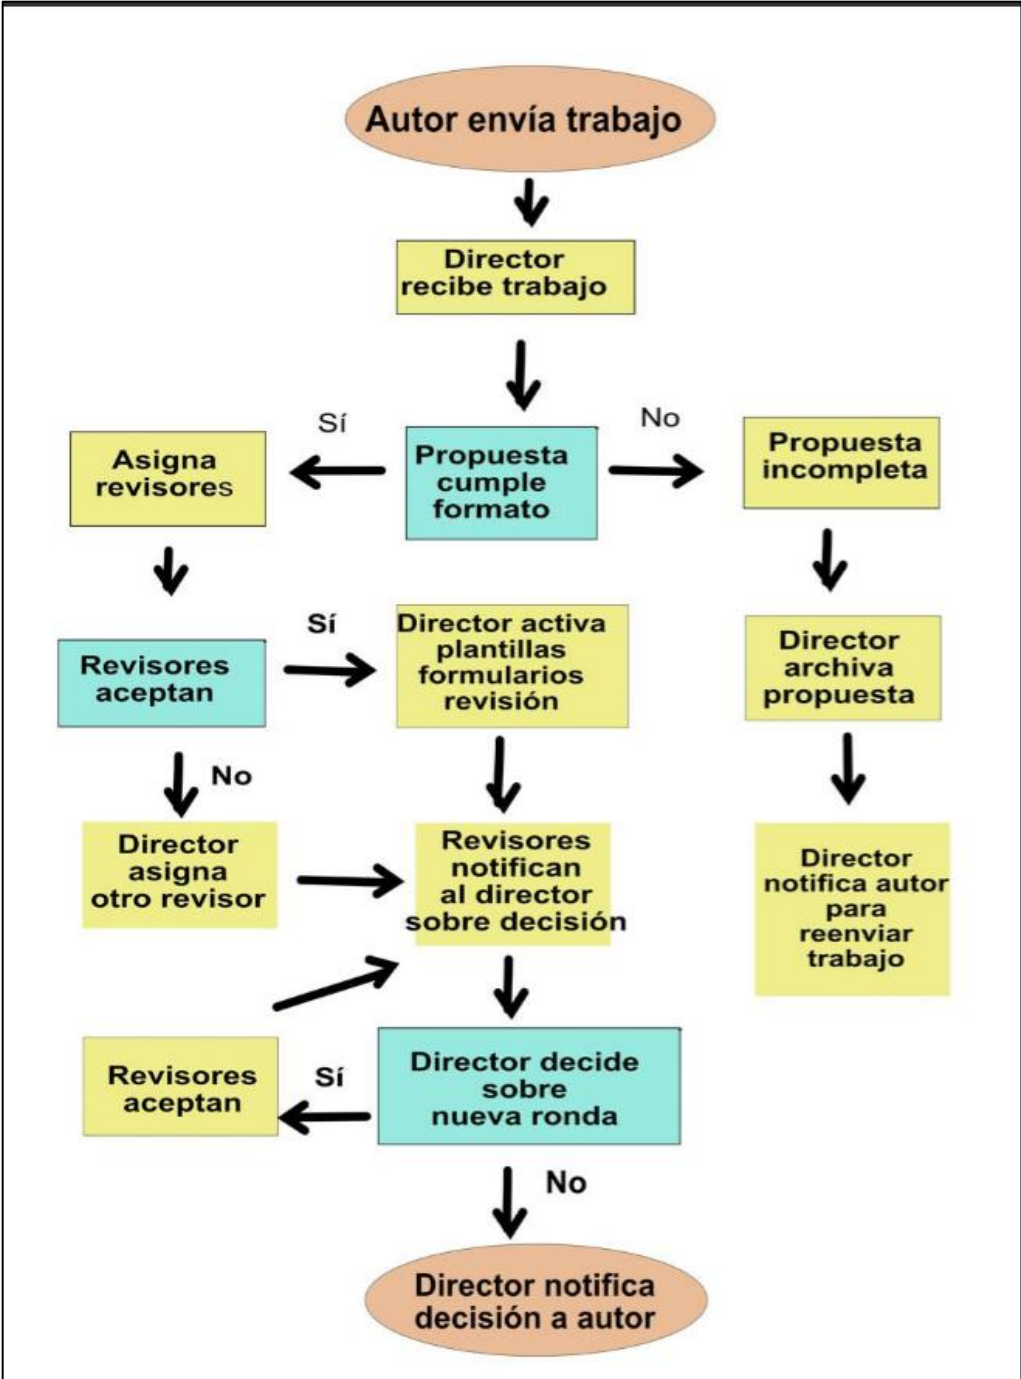 Autor envía trabajo
Director
recibe trabajo
Sí
No
Propuesta
cumple
formato
Asigna
revisores
Propuesta
incompleta
Revisores
aceptan
Sí
Director activa
plantillas
formularios
revisión
Director
archiva
propuesta
No
Director
asigna
otro revisor
Revisores
notifican
al director
sobre decisión
Director
notifica autor
para
reenviar
trabajo
Revisores
aceptan
Sí
Director decide
sobre
nueva ronda
No
Director notifica
decisión a autor